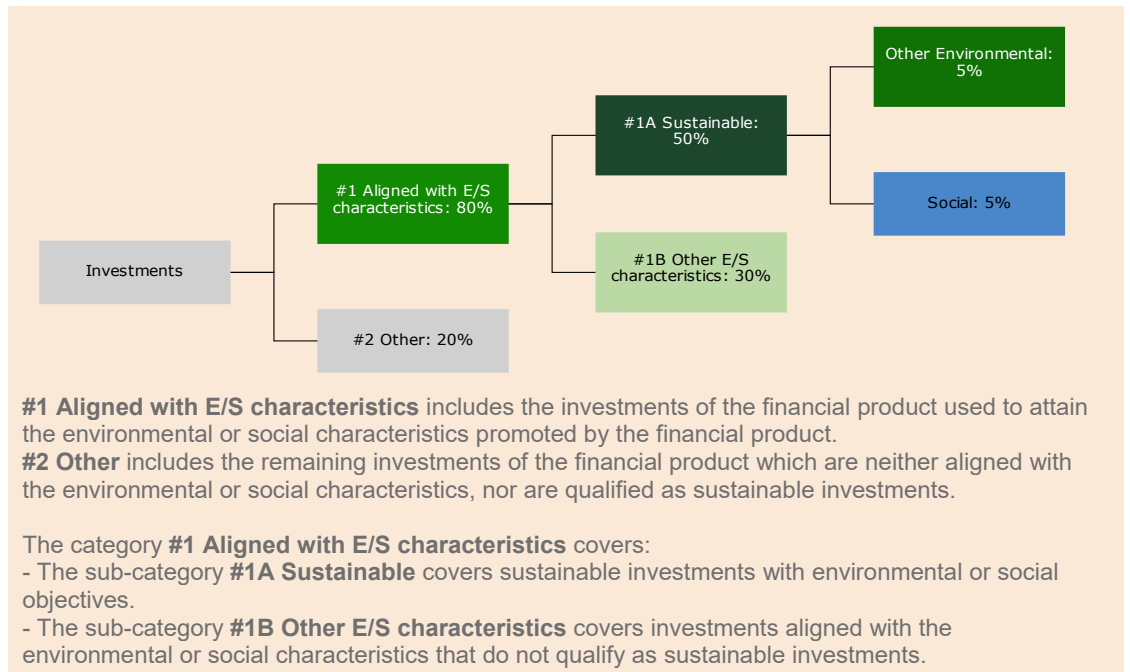 Other Environmental:
5%
#1A Sustainable:
50%
#1 Aligned with E/S
characteristics: 80%
Social: 5%
Investments
#1B Other E/S
characteristics: 30%
#2 Other: 20%
#1 Aligned with E/S characteristics includes the investments of the financial product used to attain
the environmental or social characteristics promoted by the financial product.
#2 Other includes the remaining investments of the financial product which are neither aligned with
the environmental or social characteristics, nor are qualified as sustainable investments.
The category #1 Aligned with E/S characteristics covers:
- The sub-category #1A Sustainable covers sustainable investments with environmental or social
objectives.
- The sub-category #1B Other E/S characteristics covers investments aligned with the
environmental or social characteristics that do not qualify as sustainable investments.